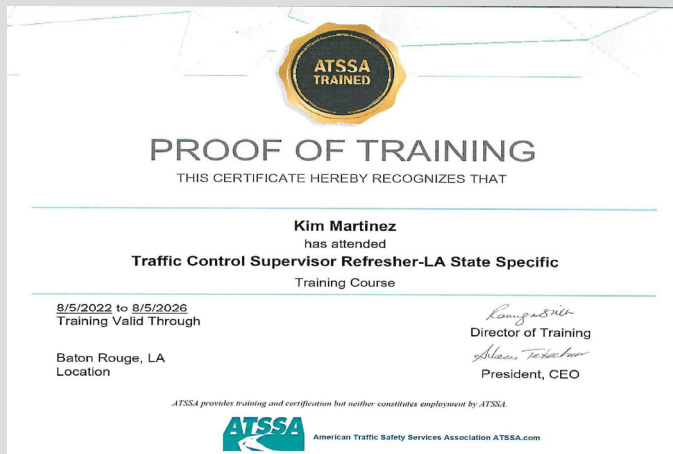 ATSSA
TRAINED
PROOF OF TRAINING
THIS CERTIFICATE HEREBY RECOGNIZES THAT
Kim Martinez
has attended
Traffic Control Supervisor Refresher-LA State Specific
Training Course
8/5/2022 to 8/5/2026
Training Valid Through
Director of Training
Baton Rouge, LA
Location
President, CEO
ATSSA provides training and certification but neither constitutes employment by ATSSA.
ATSSA
American Traffic Safety Services Association ATSSA.com